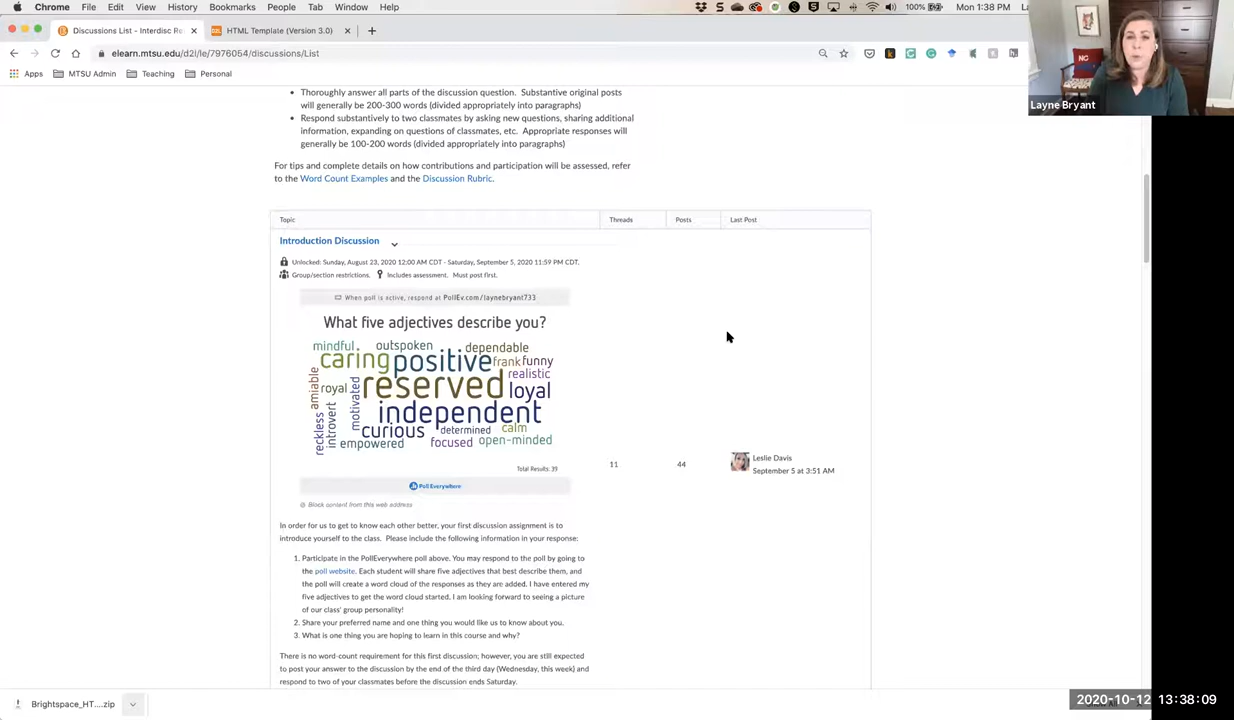 Chrome File Edit View History Bookmarks People Tab Window Help
100% Mon 1:38 PM
Discussions List - Interdisc Re
HTML Template (Version 3.0)
elearn.mtsu.edu/d2l/le/7976054/discussions/List
Apps MTSU Admin Teaching Personal
NC
Layne Bryant
Thoroughly answer all parts of the discussion question. Substantive original posts
will generally be 200-300 words (divided appropriately into paragraphs)
Respond substantively to two classmates by asking new questions, sharing additional
information, expanding on questions of classmates, etc. Appropriate responses will
generally be 100-200 words (divided appropriately into paragraphs)
For tips and complete details on how contributions and participation will be assessed, refer
to the Word Count Examples and the Discussion Rubric.
Topic Threads Posts Last Post
Introduction Discussion
Unlocked: Sunday, August 23, 2020 12:00 AM CDT - Saturday, September 5, 2020 11:59 PM CDT.
Group/section restrictions. Includes assessment. Must post first.
When poll is active, respond at PollEv.com/laynebryant733
What five adjectives describe you?
mindful outspoken dependable
caring positive frank funny
realistic
amiable royal motivated reserved loyal
reckless introvert independent
curious determined calm
empowered focused open-minded
Total Results: 39
Poll Everywhere
Block content from this web address
11 44 Leslie Davis
September 5 at 3:51 AM
In order for us to get to know each other better, your first discussion assignment is to
introduce yourself to the class. Please include the following information in your response:
1. Participate in the PollEverywhere poll above. You may respond to the poll by going to
the poll website. Each student will share five adjectives that best describe them, and
the poll will create a word cloud of the responses as they are added. I have entered my
five adjectives to get the word cloud started. I am looking forward to seeing a picture
of our class' group personality!
2. Share your preferred name and one thing you would like us to know about you.
3. What is one thing you are hoping to learn in this course and why?
There is no word-count requirement for this first discussion; however, you are still expected
to post your answer to the discussion by the end of the third day (Wednesday, this week) and
respond to two of your classmates before the discussion ends Saturday.
Brightspace_HT....zip
2020-10-12 13:38:09